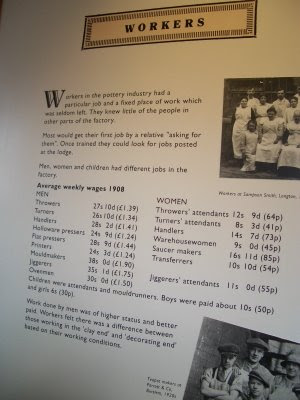 WORKERS
Workers in the pottery industry had a
particular job and a fixed place of work which
was seldom left. They knew little of the people in
other parts of the factory.
Most would get their first job by a relative "asking for
them". Once trained they could look for jobs posted
at the lodge.
Men, women and children had different jobs in the
factory.
Workers at Sampson Smith, Longton,
Average weekly wages 1908
MEN
Throwers 27s 10d (£1.39)
Turners 26s 10d (£1.34)
Handlers 28s 2d (£1.41)
Holloware pressers 24s 9d (£1.24)
Flat pressers 28s 9d (£1.44)
Printers 24s 3d (£1.24)
Mouldmakers 38s 0d (£1.90)
Jiggerers 35s 1d (£1.75)
Ovenmen 30s 0d (£1.50)
WOMEN
Throwers' attendants 12s 9d (64p)
Turners' attendants 8s 3d (41p)
Handlers 14s 7d (73p)
Warehousewomen 9s 0d (45p)
Saucer makers 16s 11d (85p)
Transferrers 10s 10d (54p)
Jiggerers' attendants 11s 0d (55p)
Children were attendants and mouldrunners. Boys were paid about 10s (50p)
and girls 6s (30p).
Work done by men was of higher status and better
paid. Workers felt there was a difference between
those working in the 'clay end' and 'decorating end'
based on their working conditions.
Teapot makers at
Burslem, 1920s